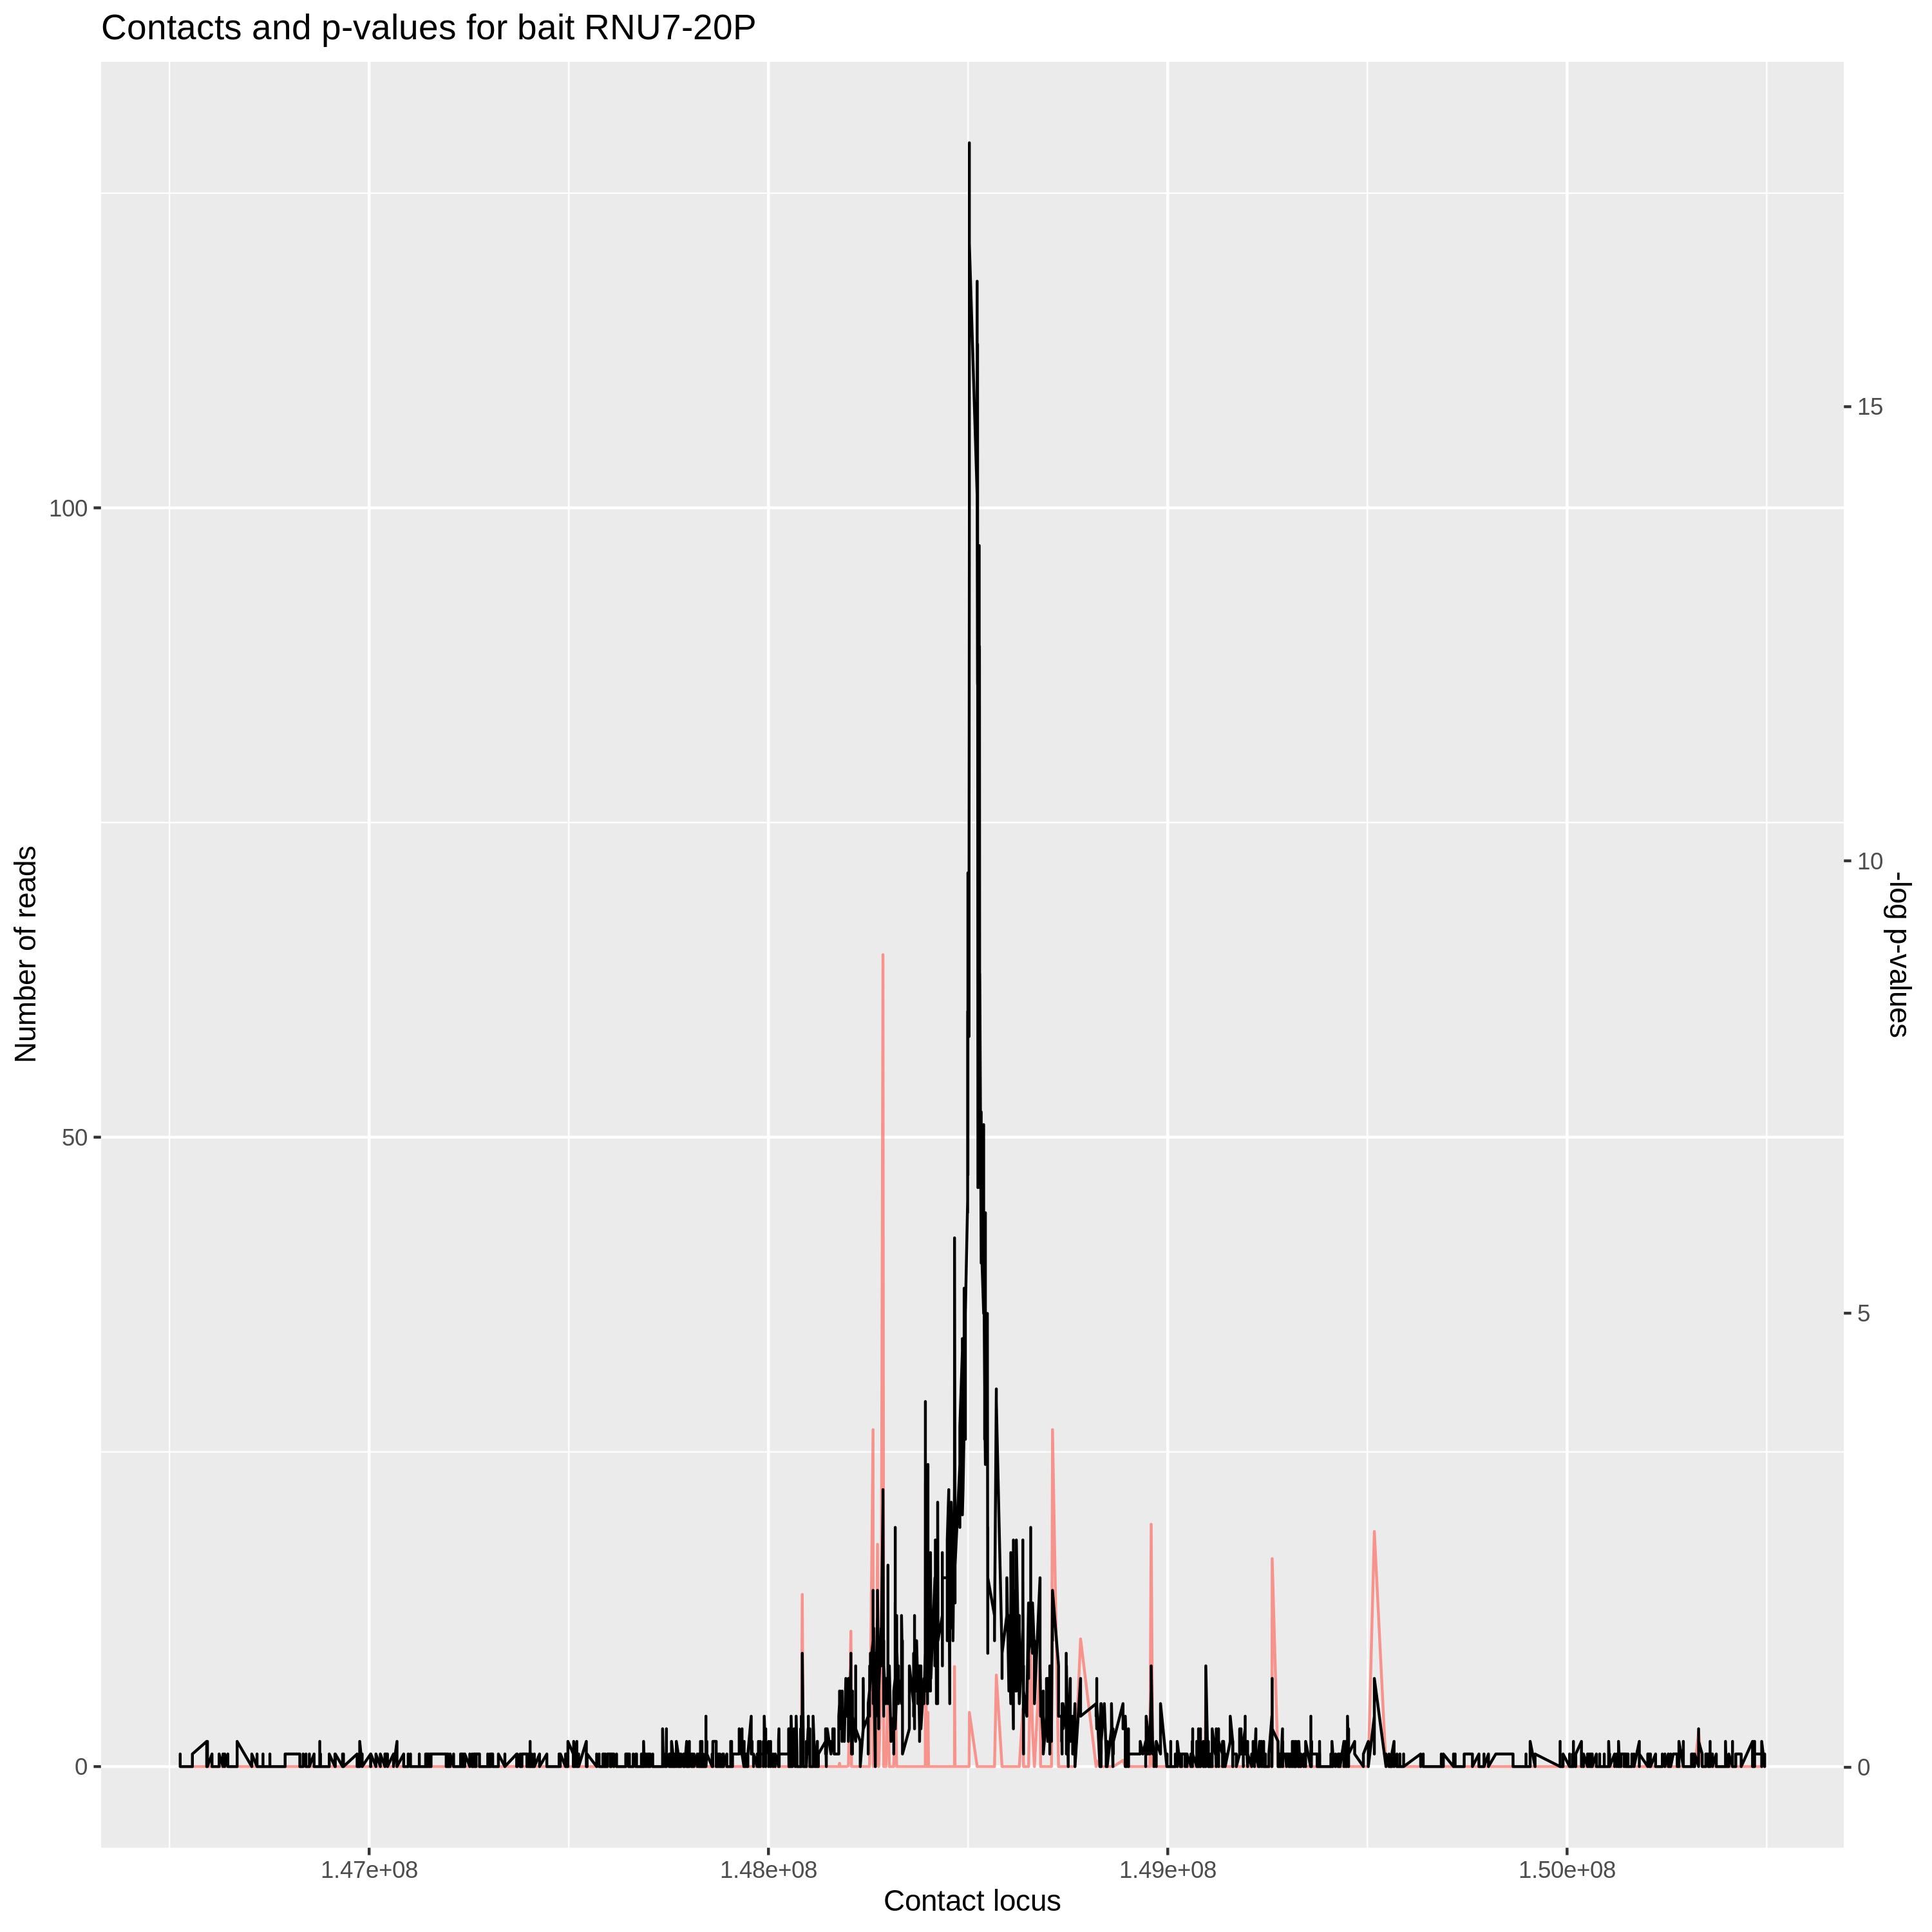 Contacts and p-values for bait RNU7-20P
Number of reads
100
50
0
15
10
5
0
-log p-values
1.47e+08
1.48e+08
1.49e+08
1.50e+08
Contact locus